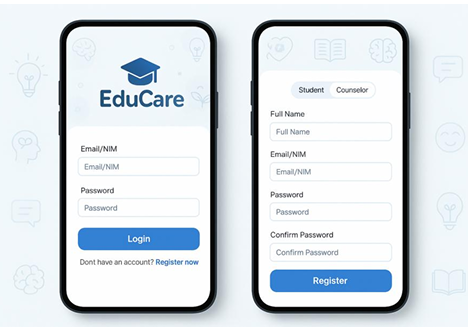 EduCare
Email/NIM
Email/NIM
Password
Password
Login
Dont have an account? Register now
Student Counselor
Full Name
Full Name
Email/NIM
Email/NIM
Password
Password
Confirm Password
Confirm Password
Register